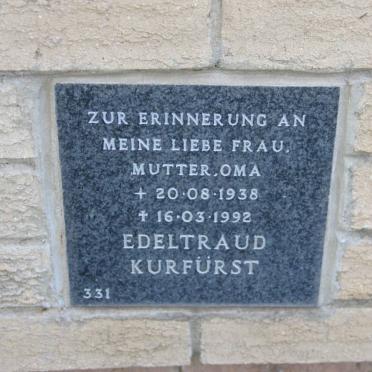 ZUR ERINNERUNG AN
MEINE LIEBE FRAU.
MUTTER.OMA
+ 20·08·1938
✝ 16·03·1992
EDELTRAUD
KURFÜRST
331